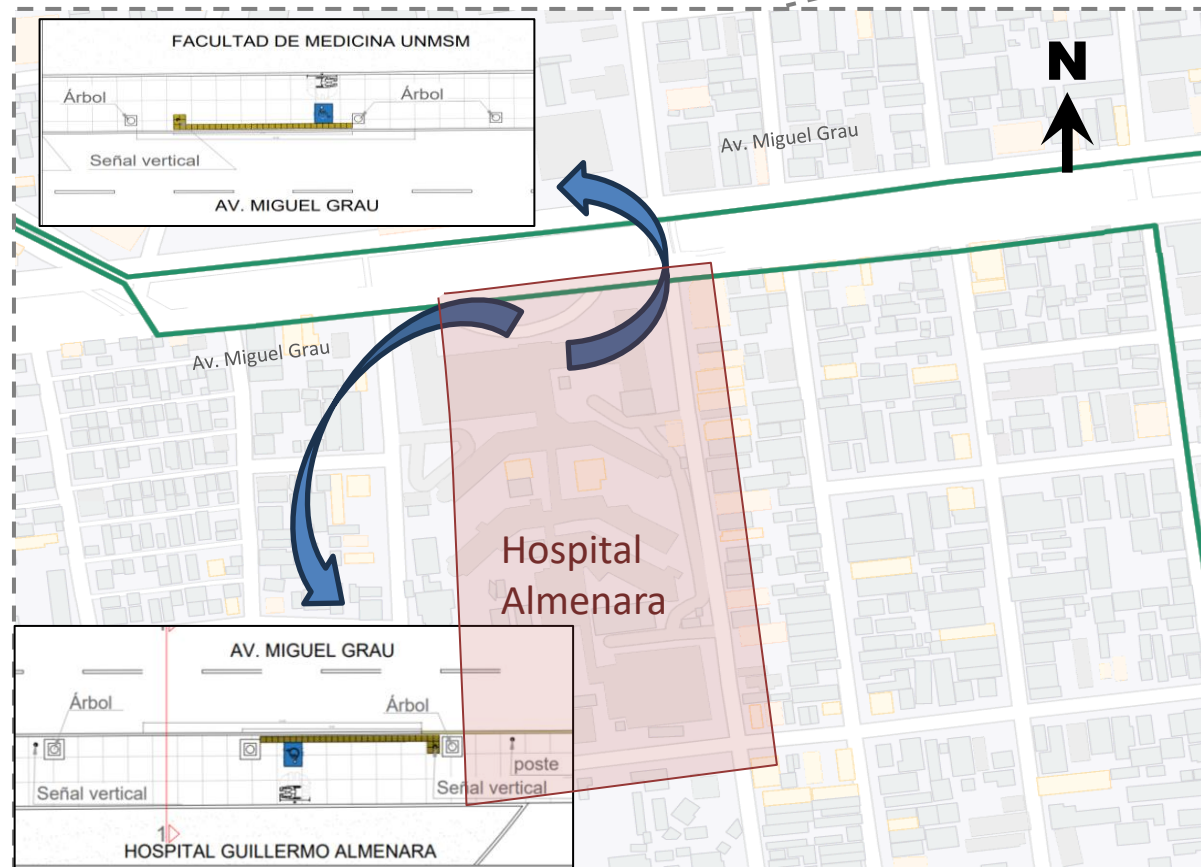 FACULTAD DE MEDICINA UNMSM
Árbol
Árbol
Señal vertical
AV. MIGUEL GRAU
N
Av. Miguel Grau
Av. Miguel Grau
Hospital
Almenara
AV. MIGUEL GRAU
Árbol
Árbol
poste
Señal vertical
Señal vertical
1
HOSPITAL GUILLERMO ALMENARA